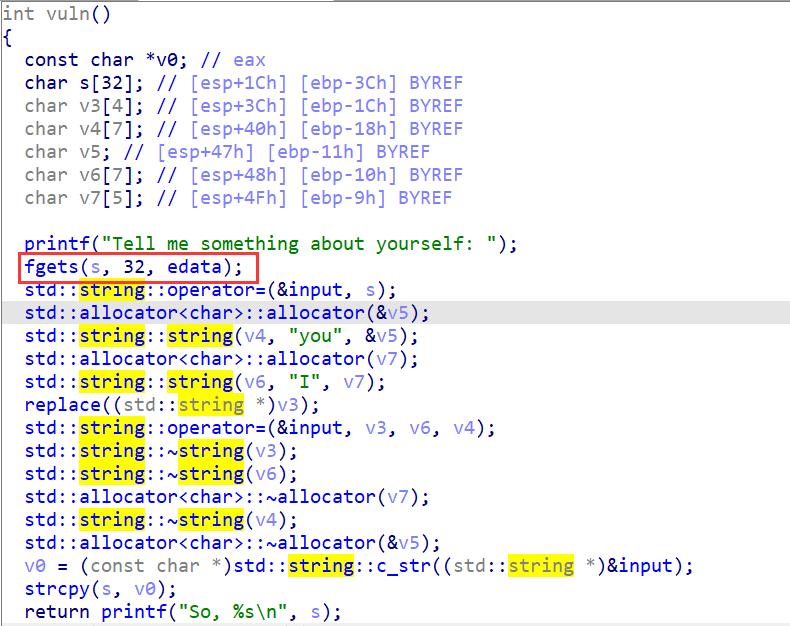 int vuln()
{
  const char *v0; // eax
  char s[32]; // [esp+1Ch] [ebp-3Ch] BYREF
  char v3[4]; // [esp+3Ch] [ebp-1Ch] BYREF
  char v4[7]; // [esp+40h] [ebp-18h] BYREF
  char v5; // [esp+47h] [ebp-11h] BYREF
  char v6[7]; // [esp+48h] [ebp-10h] BYREF
  char v7[5]; // [esp+4Fh] [ebp-9h] BYREF

  printf("Tell me something about yourself: ");
  fgets(s, 32, edata);
  std::string::operator=(&input, s);
  std::allocator<char>::allocator(&v5);
  std::string::string(v4, "you", &v5);
  std::allocator<char>::allocator(v7);
  std::string::string(v6, "I", v7);
  replace((std::string *)v3);
  std::string::operator=(&input, v3, v6, v4);
  std::string::~string(v3);
  std::string::~string(v6);
  std::allocator<char>::~allocator(v7);
  std::string::~string(v4);
  std::allocator<char>::~allocator(&v5);
  v0 = (const char *)std::string::c_str((std::string *)&input);
  strcpy(s, v0);
  return printf("So, %s\n", s);